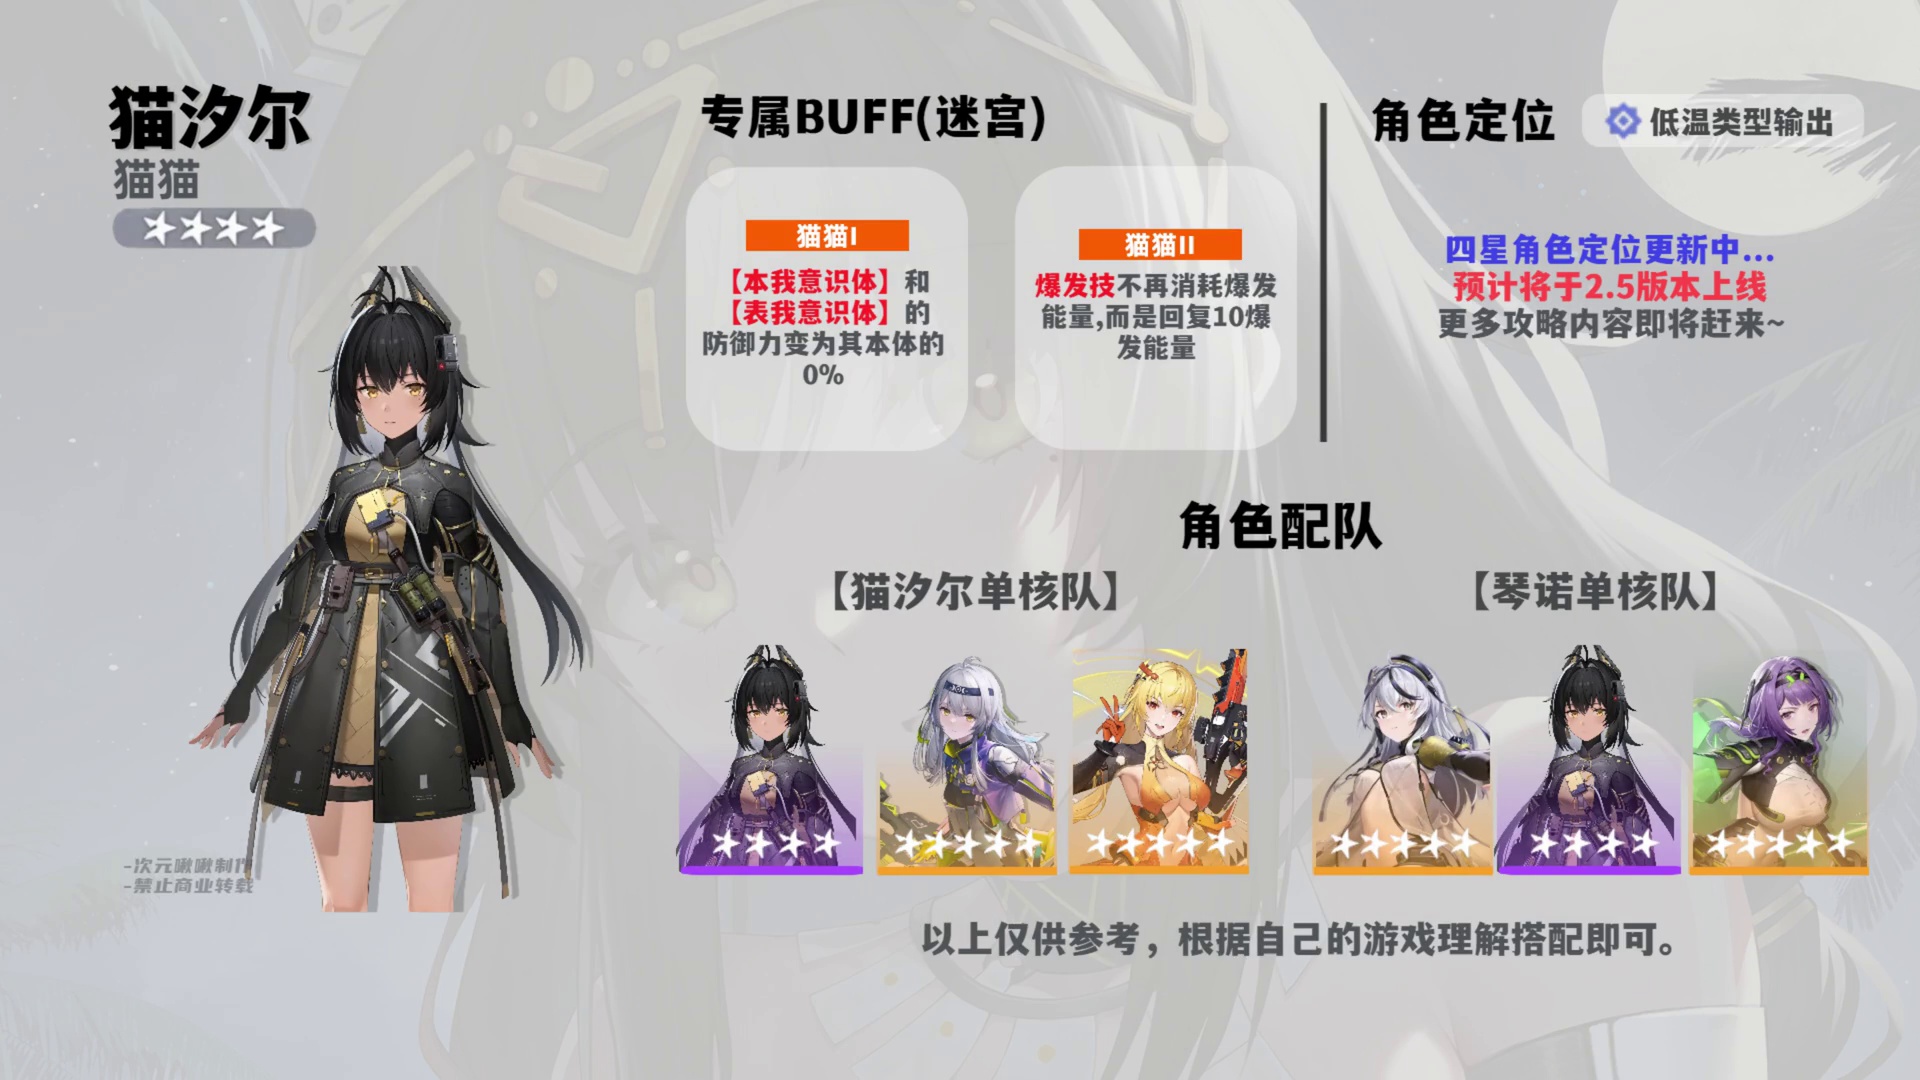 猫汐尔
猫猫
专属BUFF(迷宫)
猫猫I
【本我意识体】和
【表我意识体】的
防御力变为其本体的
0%
猫猫II
爆发技不再消耗爆发
能量,而是回复10爆
发能量
角色定位
低温类型输出
四星角色定位更新中...
预计将于2.5版本上线
更多攻略内容即将赶来~
角色配队
【猫汐尔单核队】
【琴诺单核队】
-次元啾啾制作
-禁止商业转载
以上仅供参考，根据自己的游戏理解搭配即可。